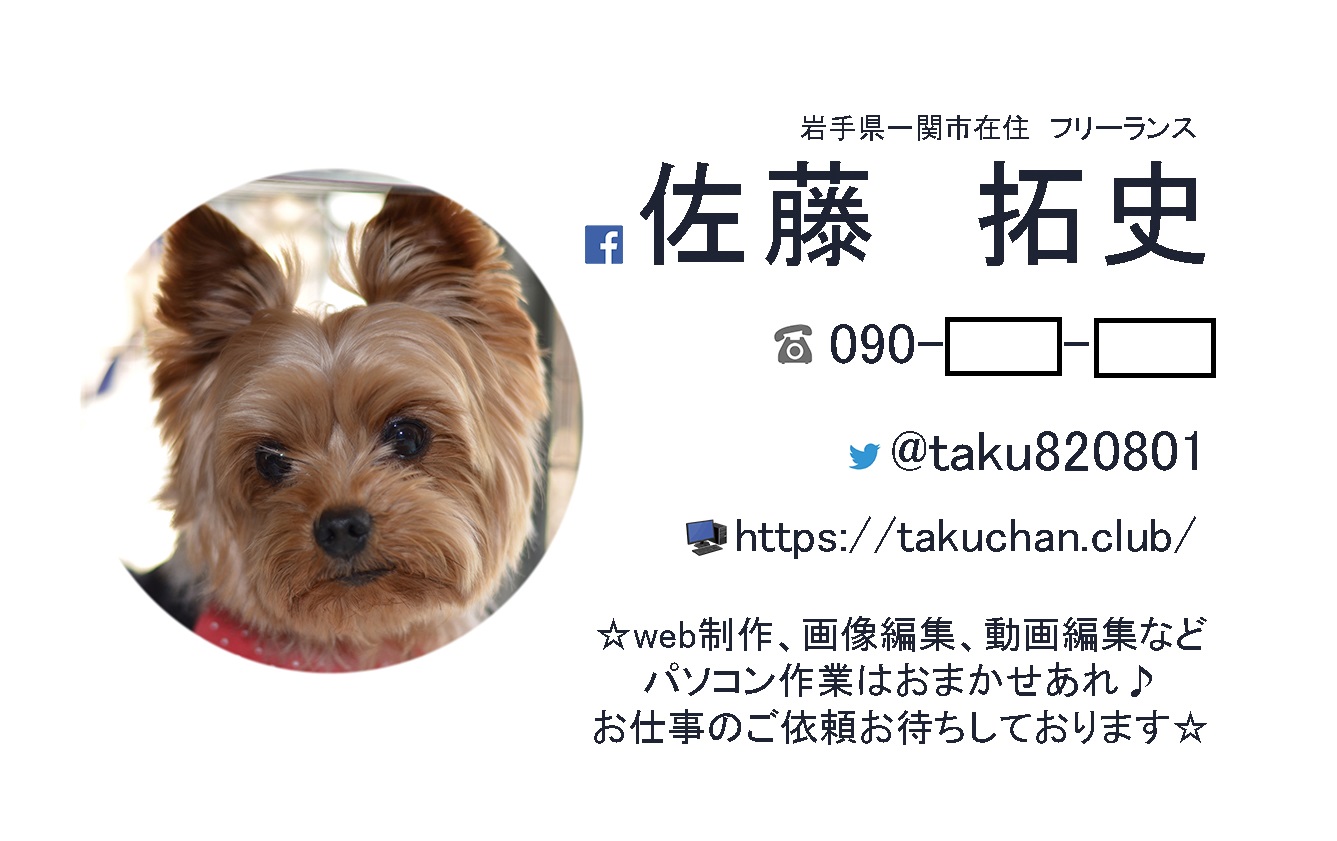 岩手県一関市在住　フリーランス
佐藤　拓史
090-
@taku820801
https://takuchan.club/
☆web制作、画像編集、動画編集など
パソコン作業はおまかせあれ♪
お仕事のご依頼お待ちしております☆